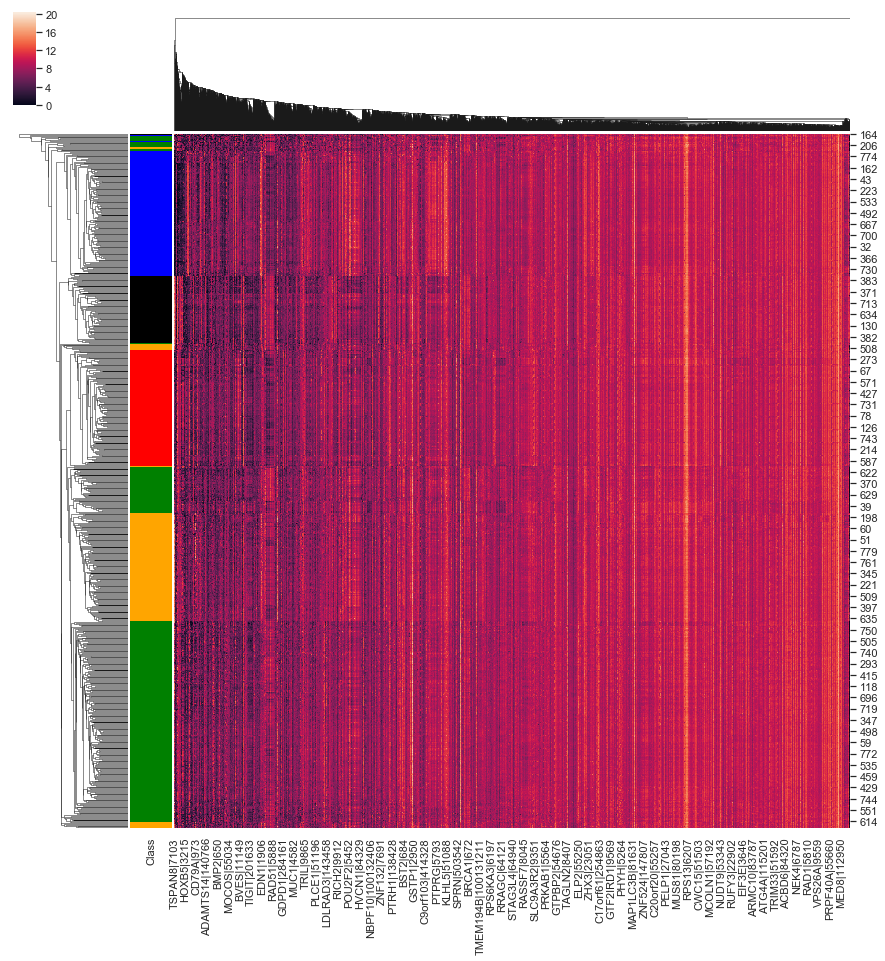 20
16
12
8
4
0
164
206
774
162
43
223
533
492
667
700
32
366
730
383
371
713
634
130
382
508
273
67
571
427
731
78
126
743
214
587
622
370
629
39
198
60
51
779
761
345
221
509
397
635
750
505
740
293
415
118
696
719
347
498
59
772
535
459
429
744
551
614
Class
TSPAN8|7103
HOXB5|3215
CD79A|973
ADAMTS14|140766
BMP2|650
MOCOS|55034
BVES|11149
TIGIT|201633
EDN1|1906
RAD51|5888
GDPD1|284161
MUC1|4582
TRIL|9865
PLCE1|51196
LDLRAD3|143458
RICH2|9912
POU2F2|5452
HVCN1|84329
NBPF10|100132406
ZNF132|7691
PTRH1|138428
BST2|684
GSTP1|2950
C9orf103|414328
PTPRG|5793
KLHL5|51088
SPRN|503542
BRCA1|672
TMEM194B|100131211
RPS6KA3|6197
RRAGC|64121
STAG3L4|64940
RASSF7|8045
SLC9A3R2|9351
PRKAB1|5564
GTPBP2|54676
TAGLN2|8407
ELP2|55250
ZHX3|23051
C17orf61|254863
GTF2IRD1|9569
PHYH|5264
MAP1LC3B|81631
ZNF524|147807
C20orf20|55257
PELP1|27043
MUS81|80198
RPS13|6207
CWC15|51503
MCOLN1|57192
NUDT9|53343
RUFY3|22902
EIF3E|3646
ARMC10|83787
ATG4A|115201
TRIM33|51592
ACBD6|84320
NEK4|6787
RAD1|5810
VPS26A|9559
PRPF40A|55660
MED8|112950